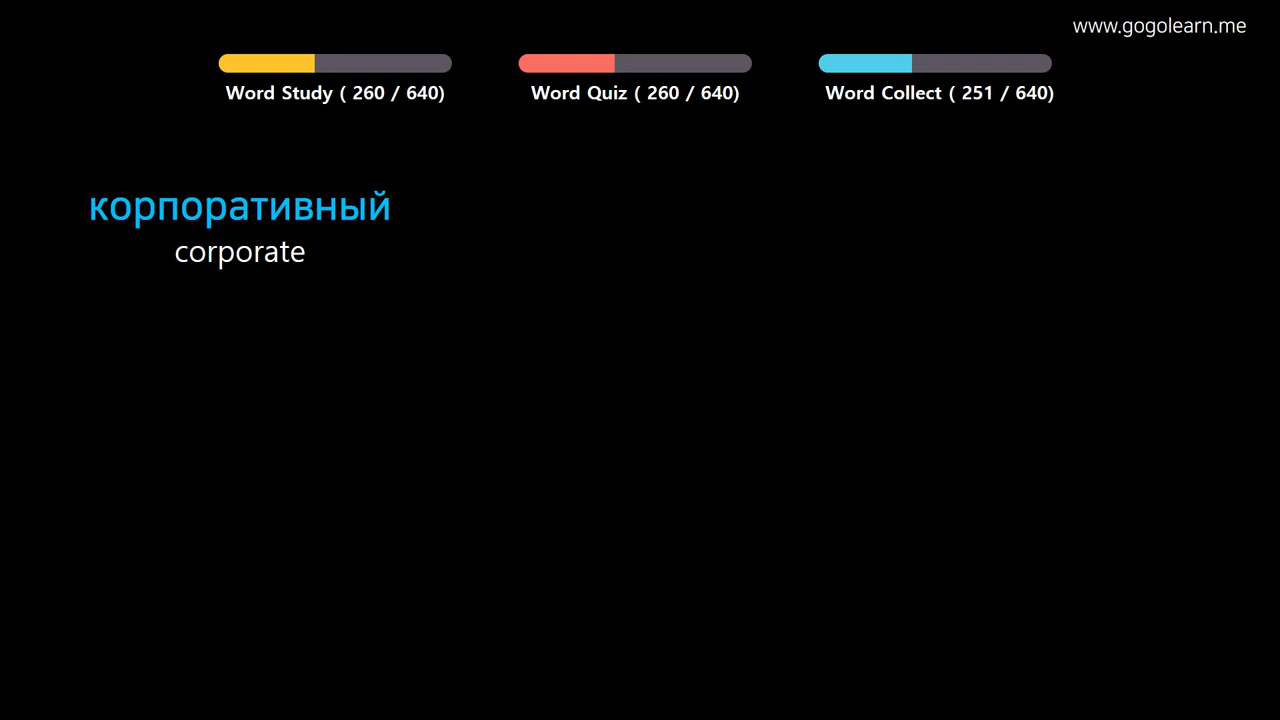 www.gogolearn.me
Word Study ( 260 / 640)
Word Quiz ( 260 / 640)
Word Collect ( 251 / 640)
корпоративный
corporate